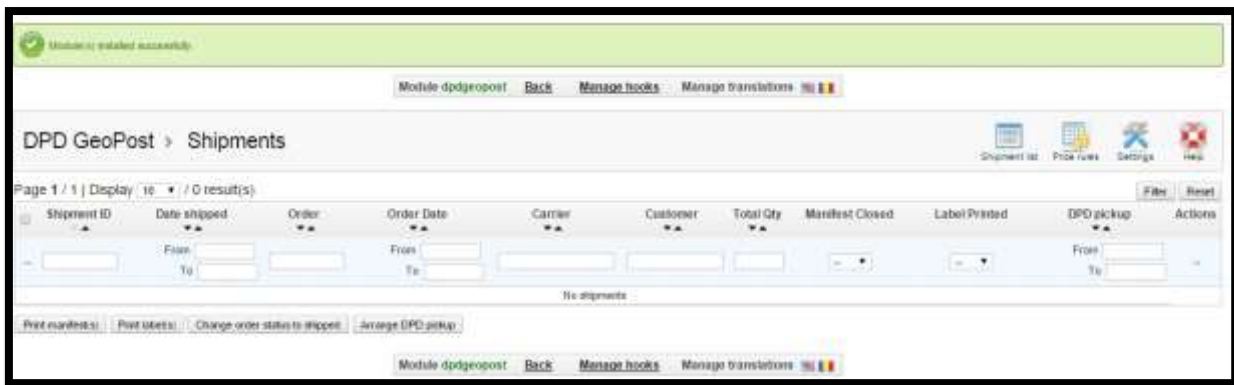 Module(s) installed successfully.
Module dpdgeopost Back Manage hooks Manage translations
DPD GeoPost > Shipments
Shipment list Price rules Settings Help
Page 1 / 1 | Display 10 / 0 result(s)
Filter Reset
Shipment ID Date shipped Order Order Date Carrier Customer Total Qty Manifest Closed Label Printed DPD pickup Actions
From From From
-- -- -- --
To To To
No shipments
Print manifest(s) Print label(s) Change order status to shipped Arrange DPD pickup
Module dpdgeopost Back Manage hooks Manage translations